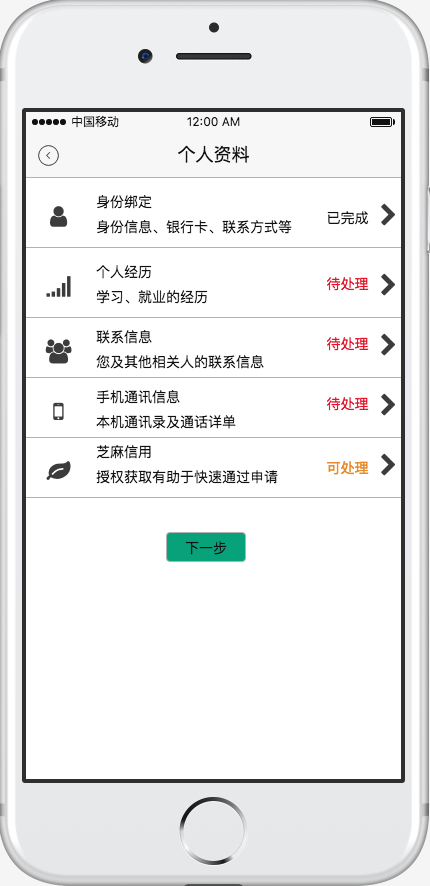 中国移动 12:00 AM
个人资料
身份绑定
身份信息、银行卡、联系方式等 已完成
个人经历
学习、就业的经历 待处理
联系信息
您及其他相关人的联系信息 待处理
手机通讯信息
本机通讯录及通话详单 待处理
芝麻信用
授权获取有助于快速通过申请 可处理
下一步